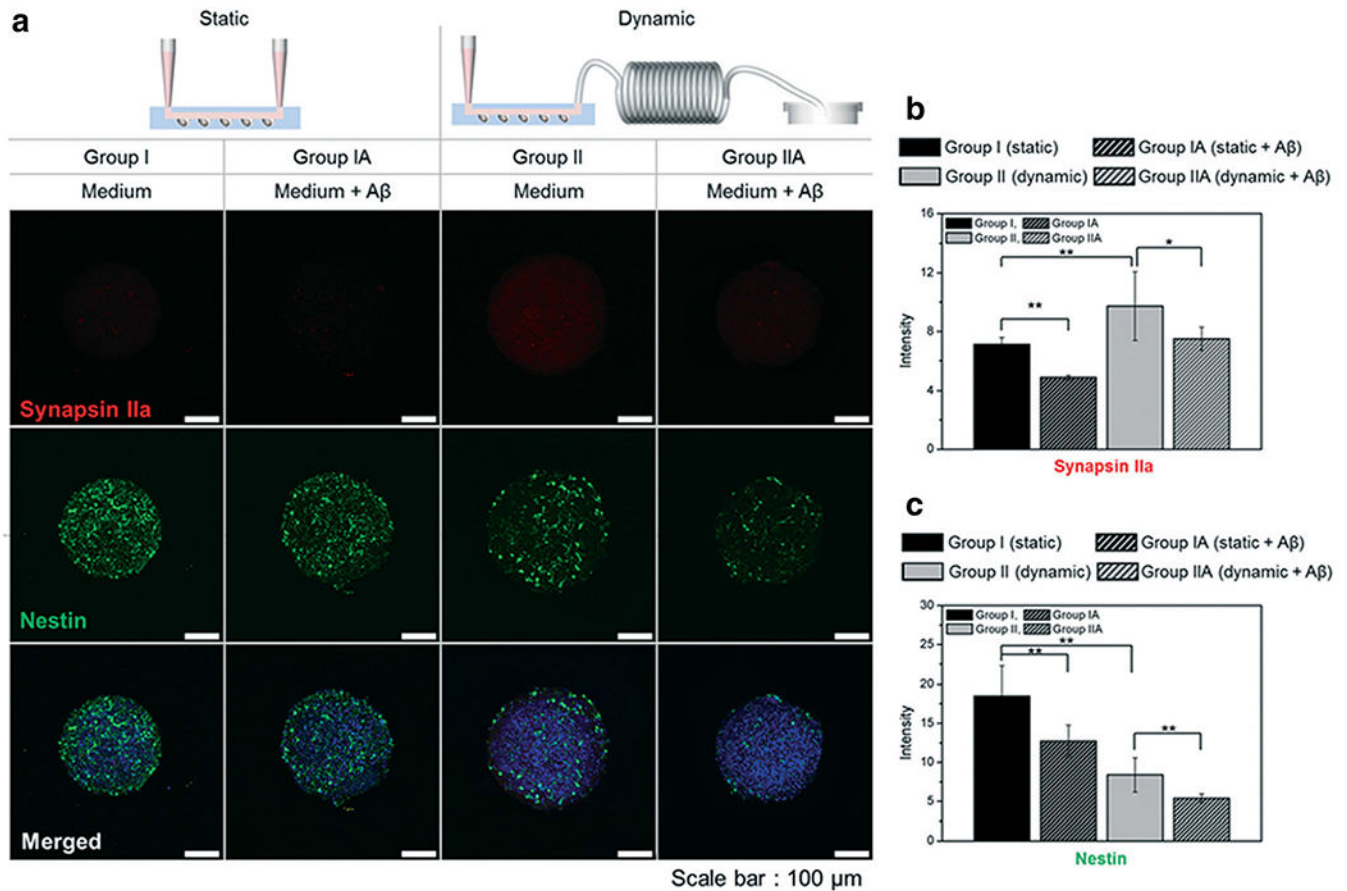 a
Static
Dynamic
Group I
Group IA
Group II
Group IIA
Medium
Medium + Aβ
Medium
Medium + Aβ
Synapsin IIa
Nestin
Merged
Scale bar : 100 µm
b
Group I (static)
Group IA (static + Aβ)
Group II (dynamic)
Group IIA (dynamic + Aβ)
16
12
8
4
0
Intensity
Group I,
Group IA
Group II,
Group IIA
**
**
*
Synapsin IIa
c
Group I (static)
Group IA (static + Aβ)
Group II (dynamic)
Group IIA (dynamic + Aβ)
30
25
20
15
10
5
0
Intensity
Group I,
Group IA
Group II,
Group IIA
**
**
**
Nestin